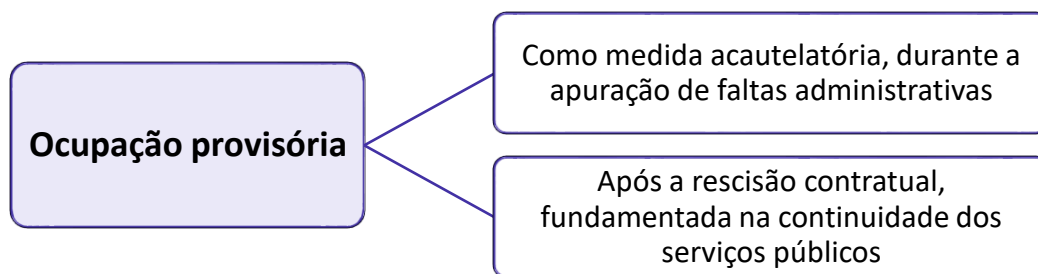 Ocupação provisória
Como medida acautelatória, durante a
apuração de faltas administrativas
Após a rescisão contratual,
fundamentada na continuidade dos
serviços públicos